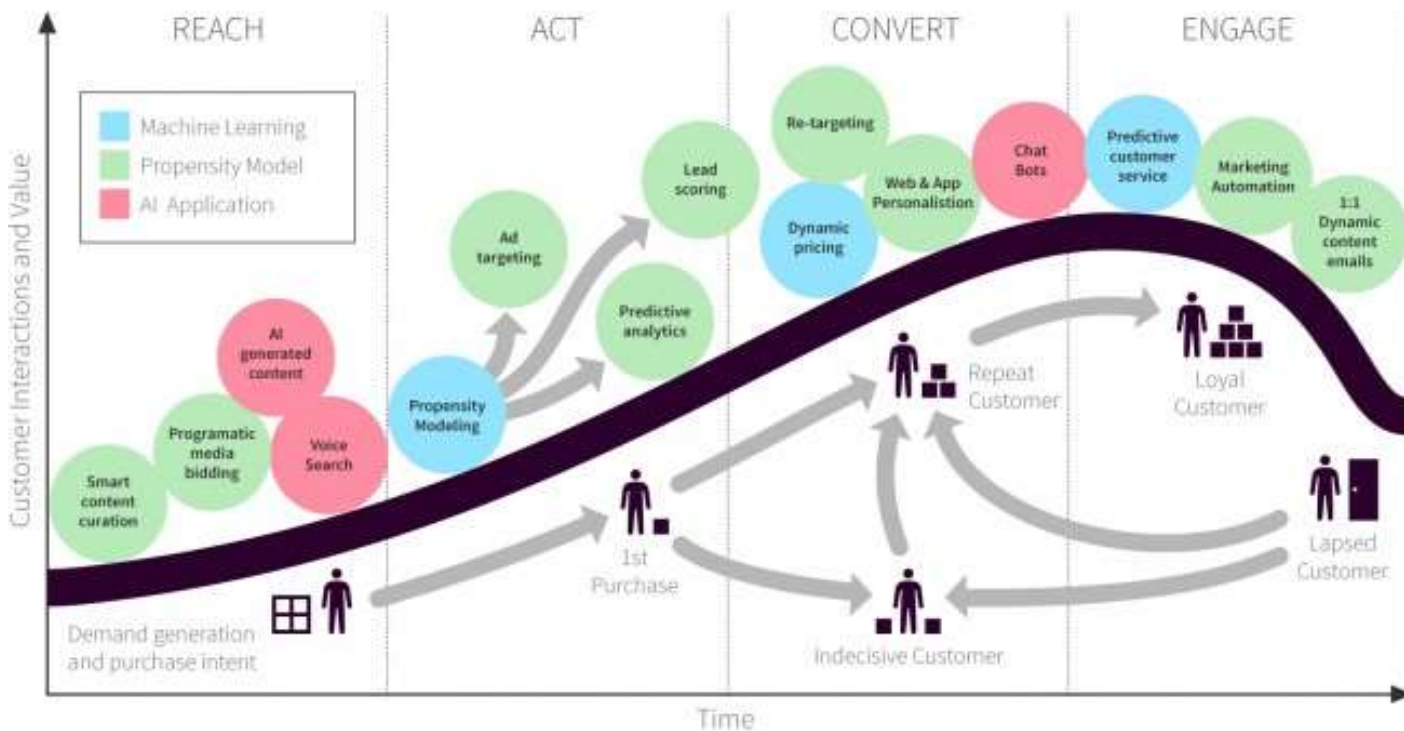 REACH
ACT
CONVERT
ENGAGE
Customer Interactions and Value
Machine Learning
Propensity Model
AI Application
Smart
content
curation
Programatic
media
bidding
AI
generated
content
Voice
Search
Propensity
Modeling
Ad
targeting
Lead
scoring
Predictive
analytics
Re-targeting
Dynamic
pricing
Web & App
Personalistion
Chat
Bots
Predictive
customer
service
Marketing
Automation
1:1
Dynamic
content
emails
Demand generation
and purchase intent
1st
Purchase
Repeat
Customer
Indecisive Customer
Loyal
Customer
Lapsed
Customer
Time